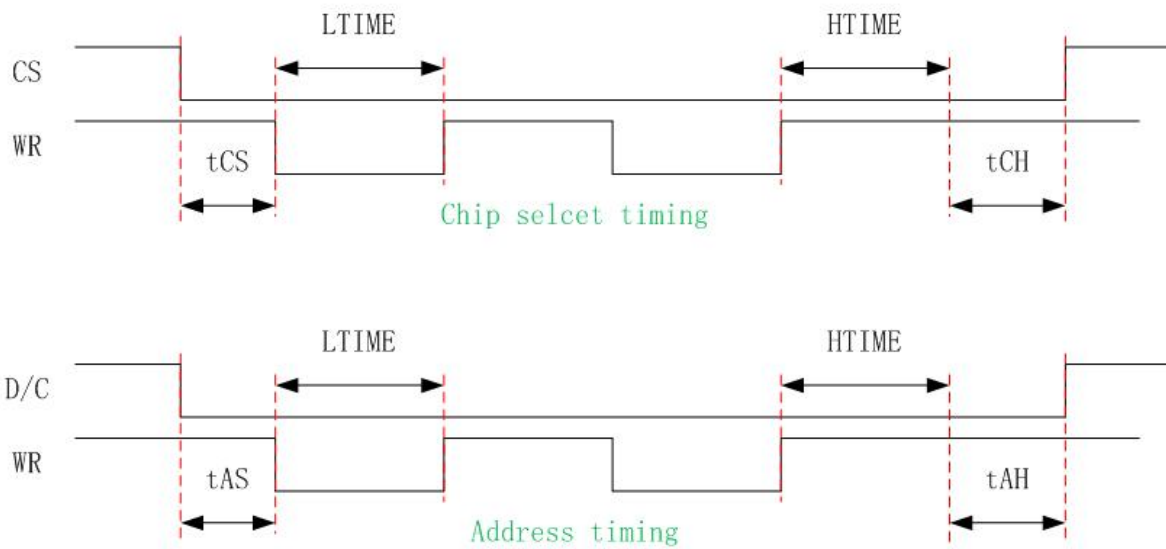 LTIME HTIME
CS
WR
tCS tCH
Chip selcet timing
LTIME HTIME
D/C
WR
tAS tAH
Address timing